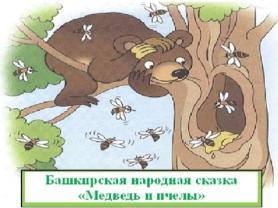 Башкирская народная сказка
«Медведь и пчелы»